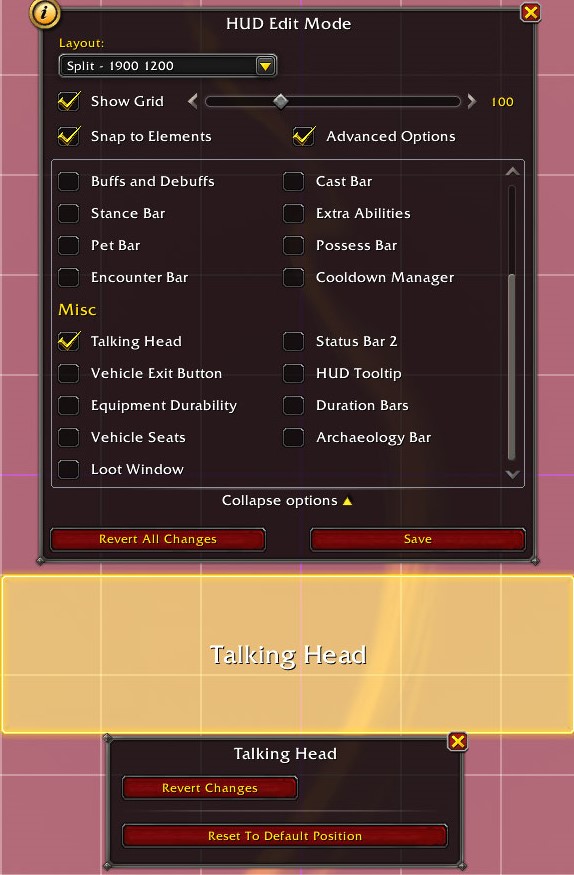 HUD Edit Mode
Layout:
Split - 1900 1200
Show Grid 100
Snap to Elements Advanced Options
Buffs and Debuffs Cast Bar
Stance Bar Extra Abilities
Pet Bar Possess Bar
Encounter Bar Cooldown Manager
Misc
Talking Head Status Bar 2
Vehicle Exit Button HUD Tooltip
Equipment Durability Duration Bars
Vehicle Seats Archaeology Bar
Loot Window
Collapse options
Revert All Changes Save
Talking Head
Talking Head
Revert Changes
Reset To Default Position